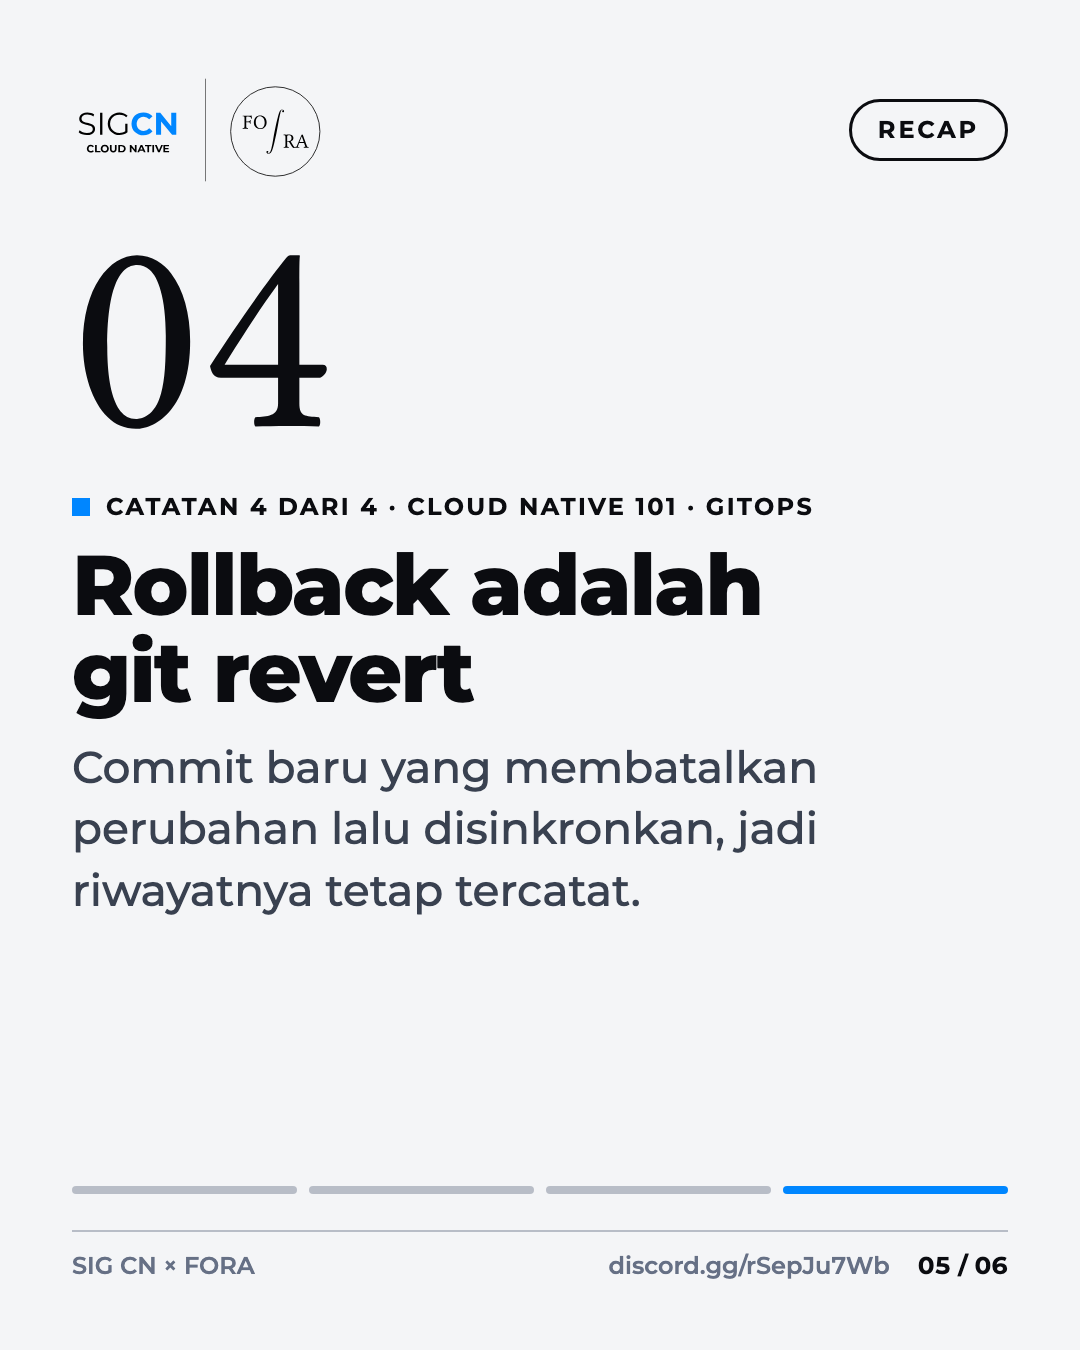 SIGCN
CLOUD NATIVE
FO∫RA
RECAP
04
CATATAN 4 DARI 4 · CLOUD NATIVE 101 · GITOPS
Rollback adalah
git revert
Commit baru yang membatalkan
perubahan lalu disinkronkan, jadi
riwayatnya tetap tercatat.
SIG CN × FORA
discord.gg/rSepJu7Wb
05 / 06